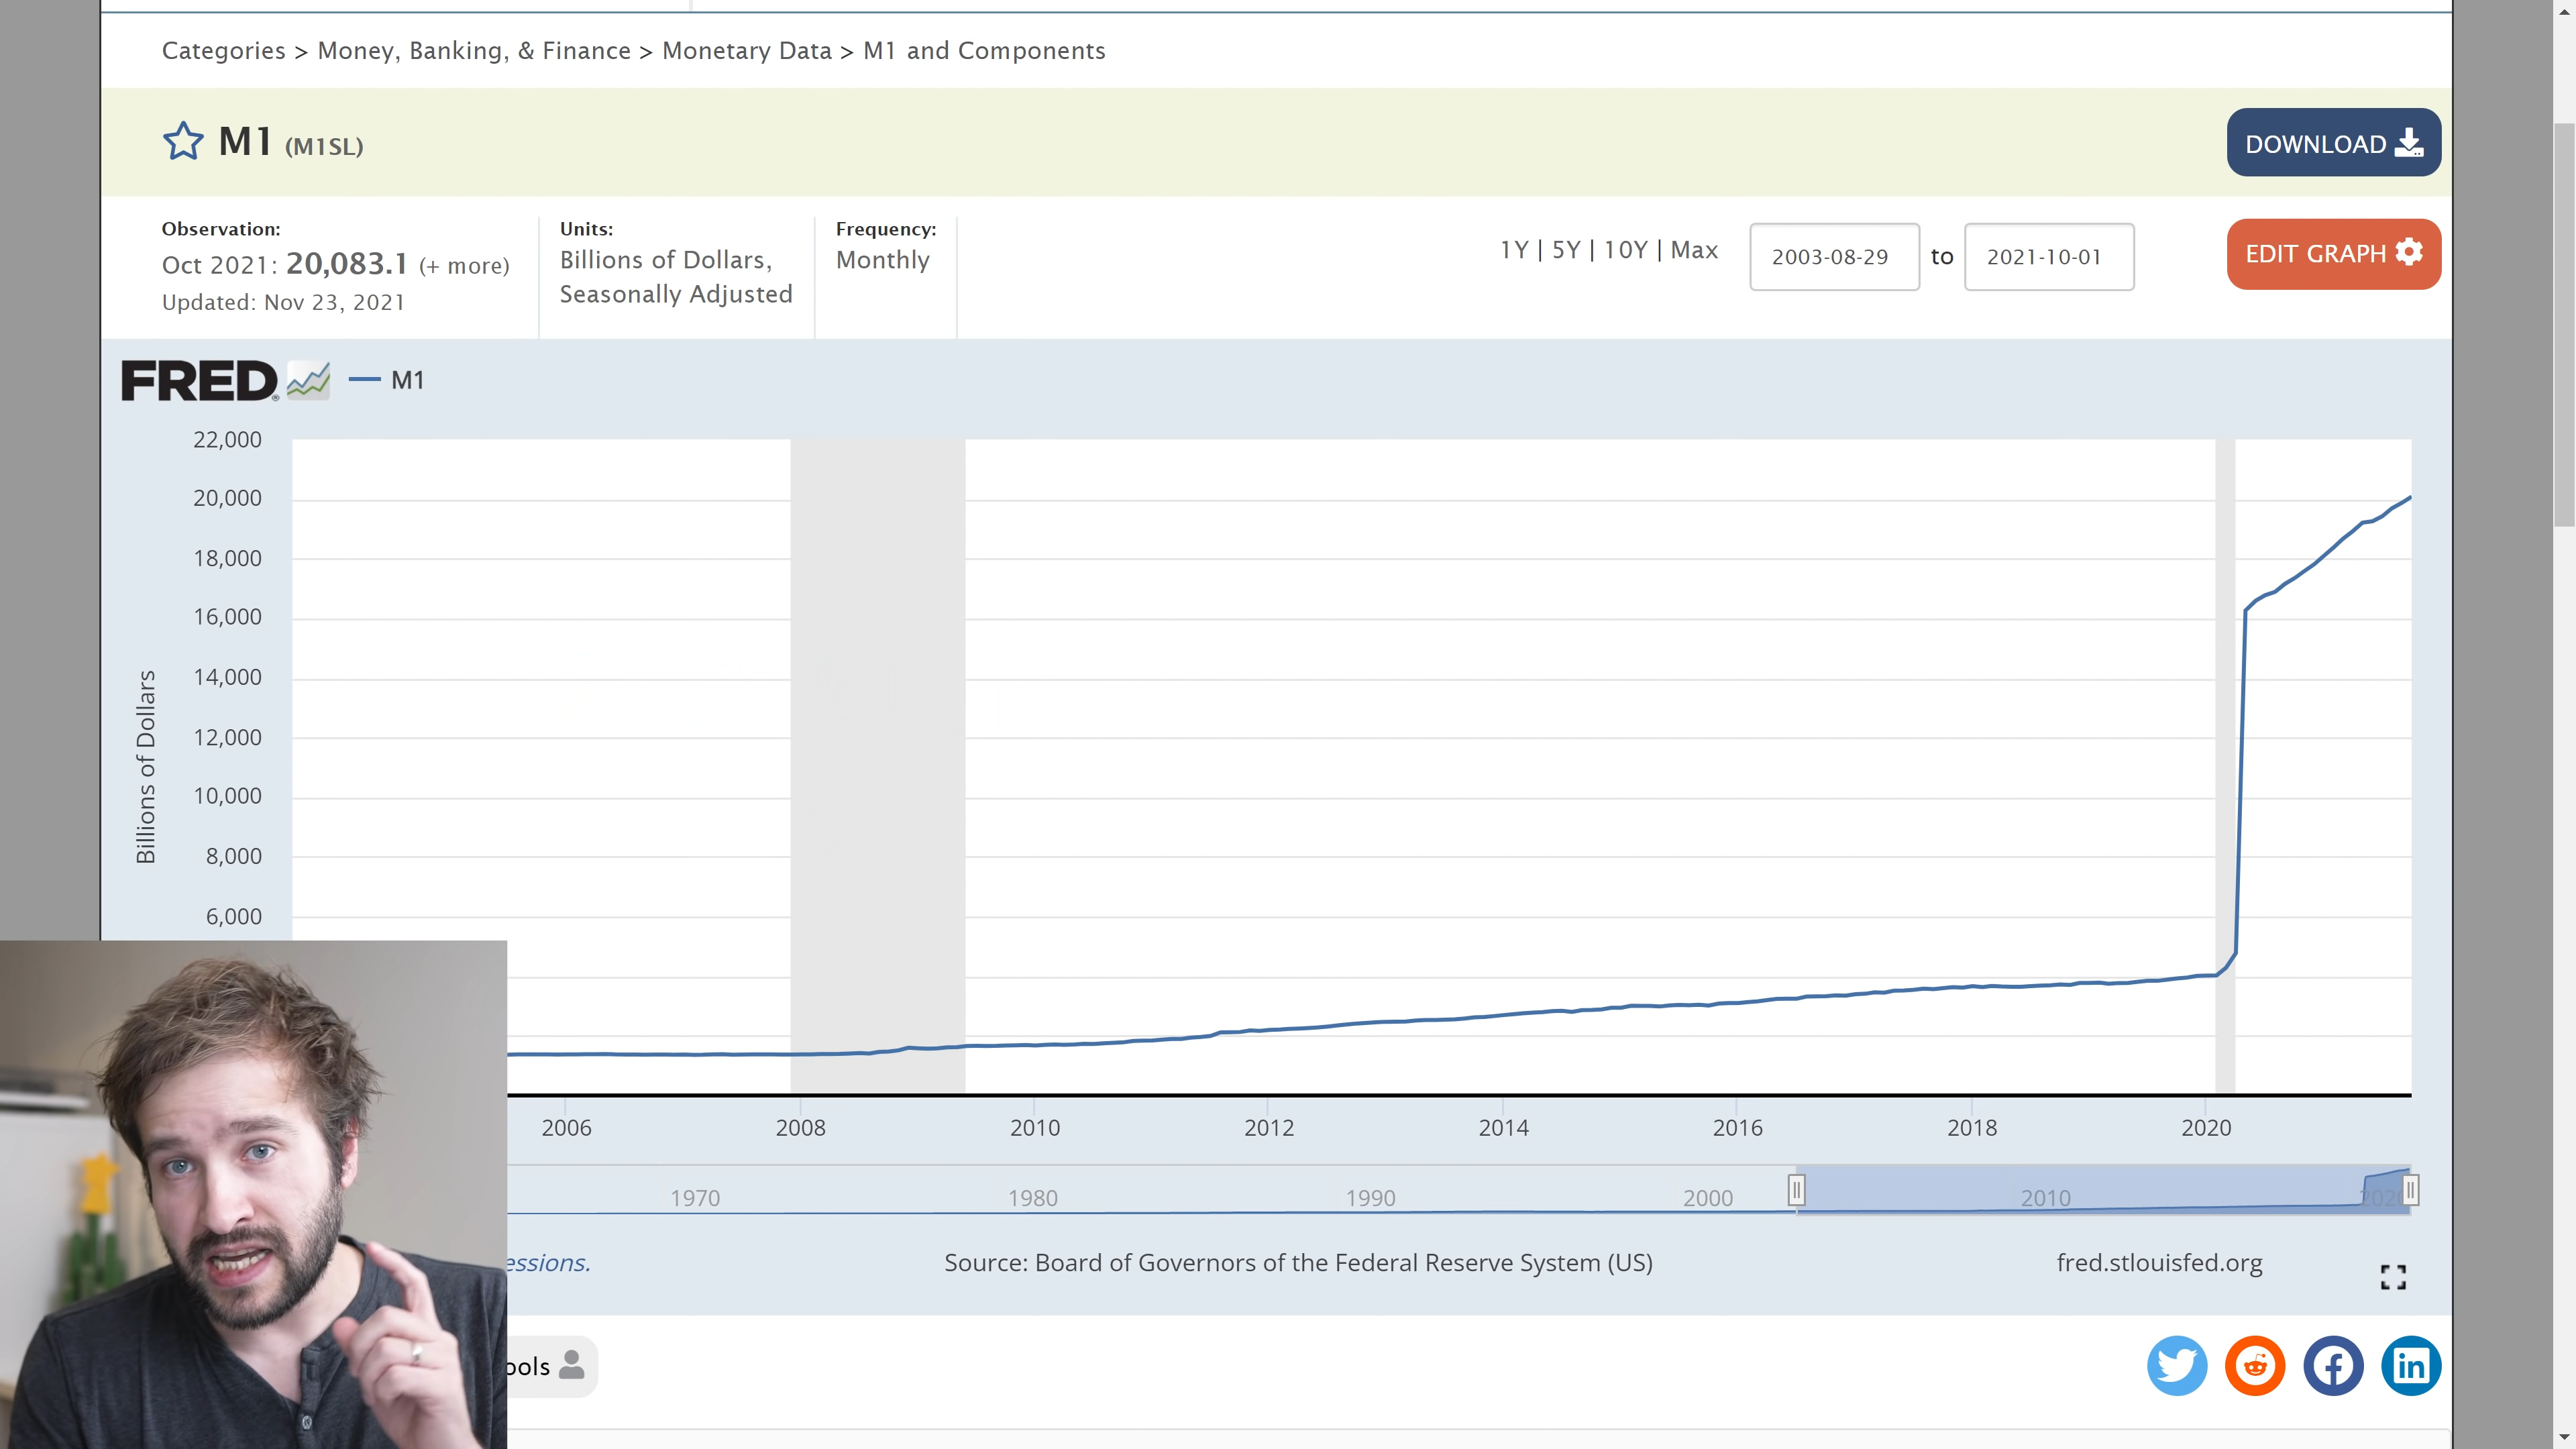 Categories > Money, Banking, & Finance > Monetary Data > M1 and Components
M1 (M1SL)
DOWNLOAD
Observation:
Oct 2021: 20,083.1 (+ more)
Updated: Nov 23, 2021
Units:
Billions of Dollars,
Seasonally Adjusted
Frequency:
Monthly
1Y | 5Y | 10Y | Max
2003-08-29 to 2021-10-01
EDIT GRAPH
FRED® M1
22,000
20,000
18,000
16,000
14,000
12,000
10,000
8,000
6,000
Billions of Dollars
2006 2008 2010 2012 2014 2016 2018 2020
1970 1980 1990 2000 2010 2020
essions.
Source: Board of Governors of the Federal Reserve System (US)
fred.stlouisfed.org
ools
in